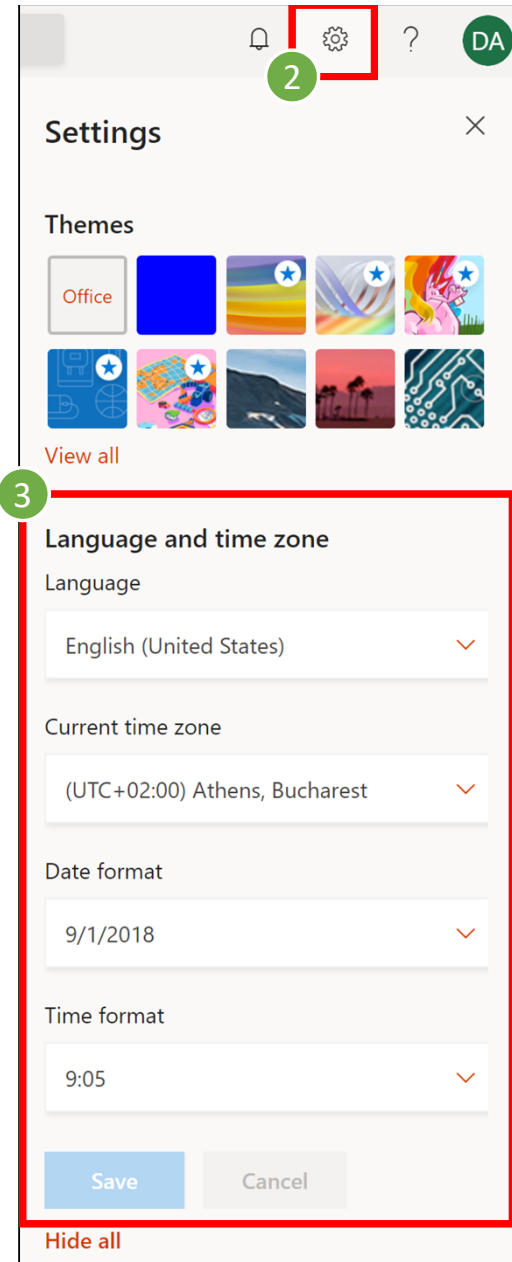 2
?
DA
Settings
Themes
Office
View all
3
Language and time zone
Language
English (United States)
Current time zone
(UTC+02:00) Athens, Bucharest
Date format
9/1/2018
Time format
9:05
Save Cancel
Hide all